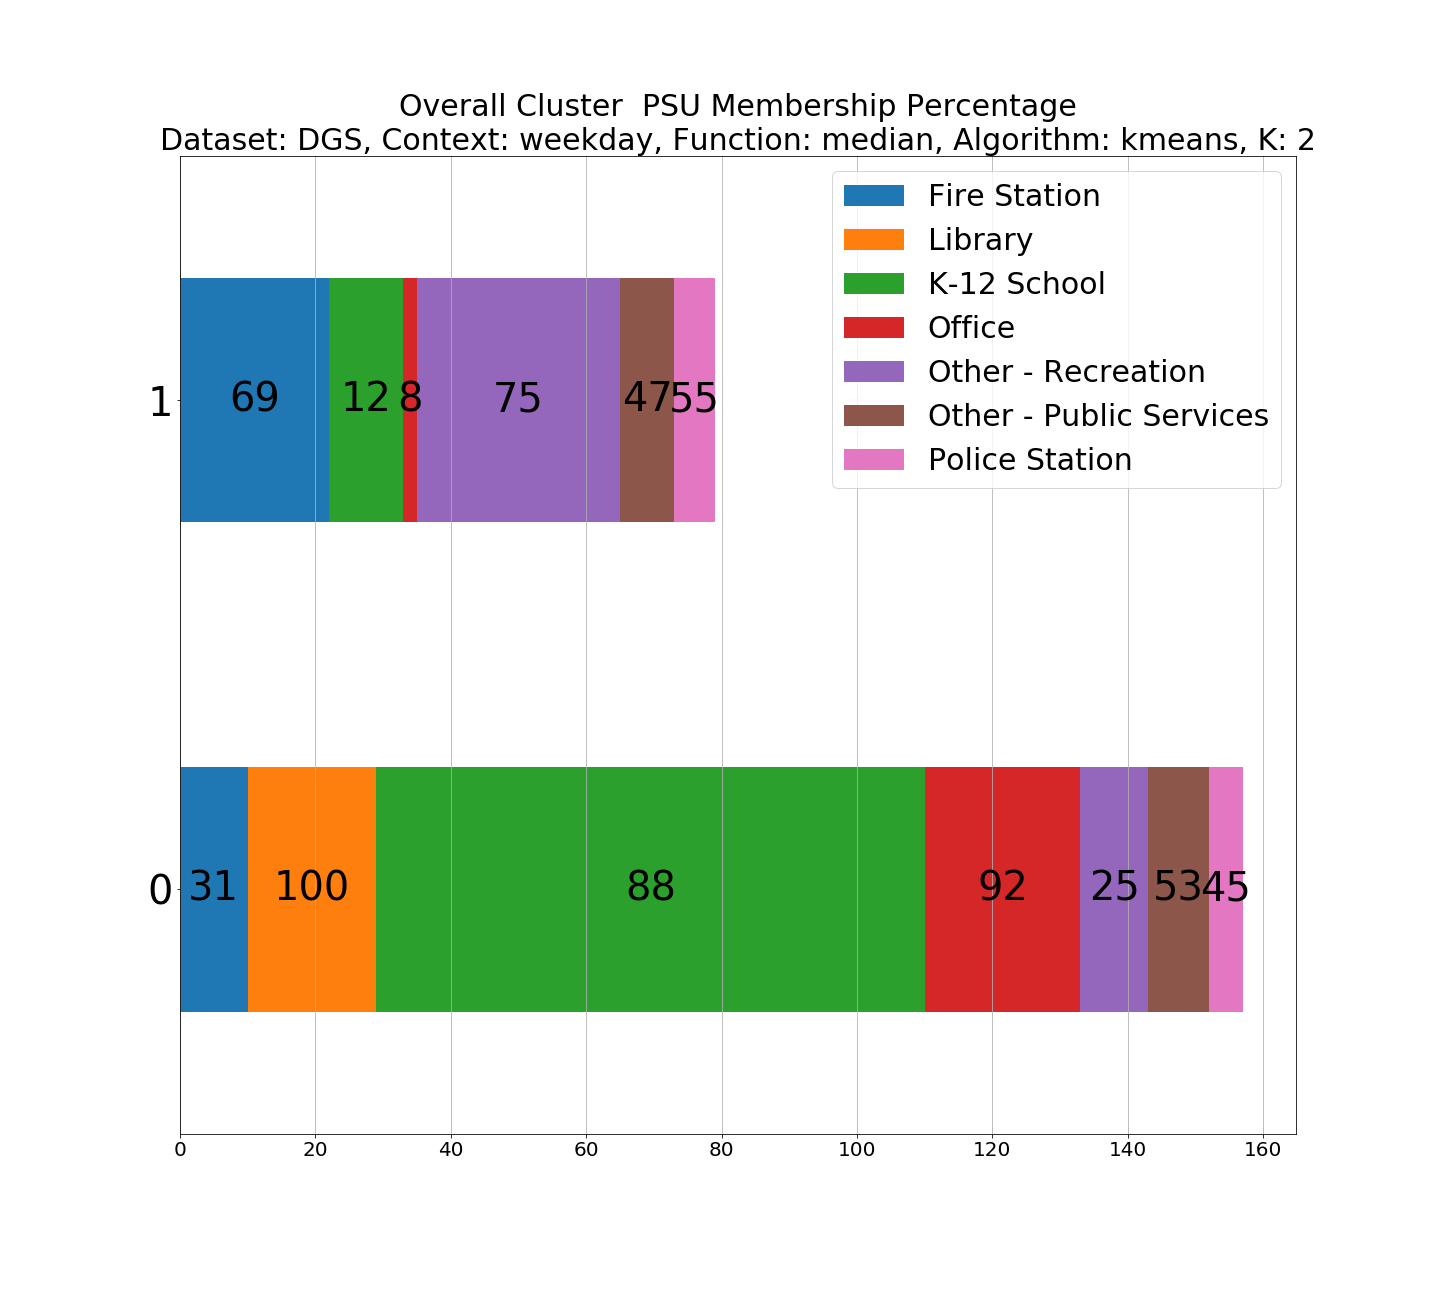 Overall Cluster  PSU Membership Percentage
Dataset: DGS, Context: weekday, Function: median, Algorithm: kmeans, K: 2
Fire Station
Library
K-12 School
Office
Other - Recreation
Other - Public Services
Police Station
1
69 12 8 75 47 55
0
31 100 88 92 25 53 45
0 20 40 60 80 100 120 140 160